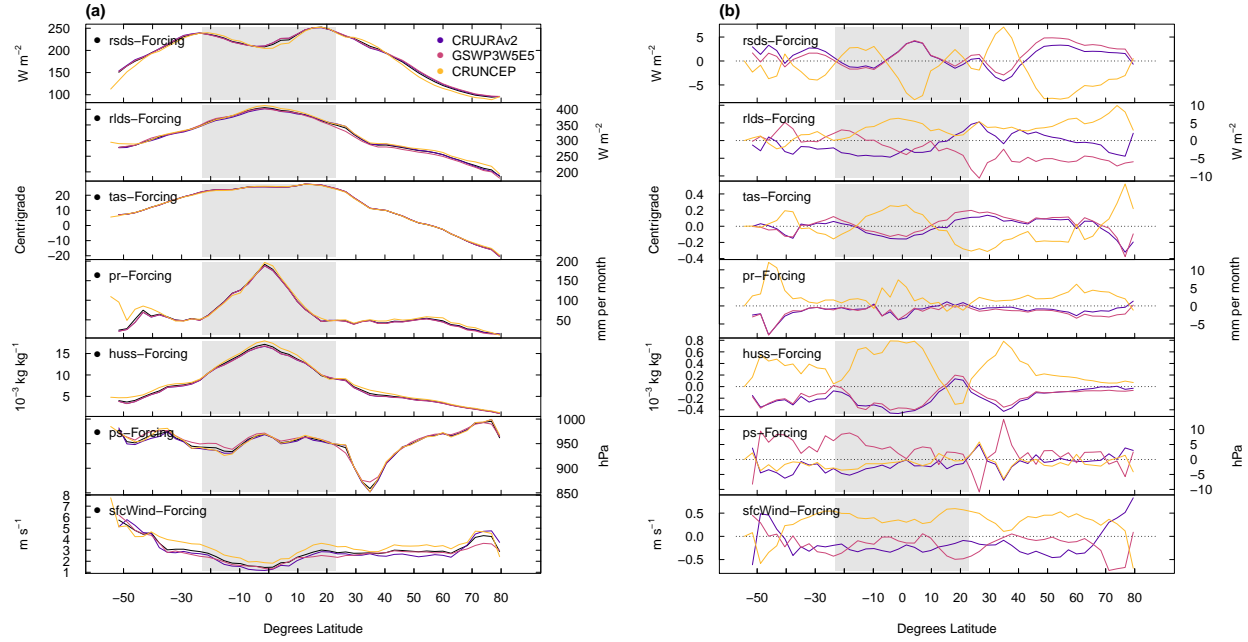 (a)
rsds−Forcing
CRUJRAv2
GSWP3W5E5
CRUNCEP
W m−2
250
200
150
100
rlds−Forcing
400
350
300
250
200
W m−2
tas−Forcing
Centrigrade
20
10
0
−10
−20
pr−Forcing
200
150
100
50
mm per month
huss−Forcing
10−3 kg kg−1
15
10
5
ps−Forcing
1000
950
900
850
hPa
sfcWind−Forcing
m s−1
8
7
6
5
4
3
2
1
−50 −30 −10 0 10 20 30 40 50 60 70 80
Degrees Latitude
(b)
rsds−Forcing
W m−2
5
0
−5
rlds−Forcing
10
5
0
−5
−10
W m−2
tas−Forcing
Centrigrade
0.4
0.2
0.0
−0.2
−0.4
pr−Forcing
10
5
0
−5
mm per month
huss−Forcing
10−3 kg kg−1
0.8
0.6
0.4
0.2
0.0
−0.2
−0.4
ps−Forcing
10
5
0
−5
−10
hPa
sfcWind−Forcing
m s−1
0.5
0.0
−0.5
−50 −30 −10 0 10 20 30 40 50 60 70 80
Degrees Latitude